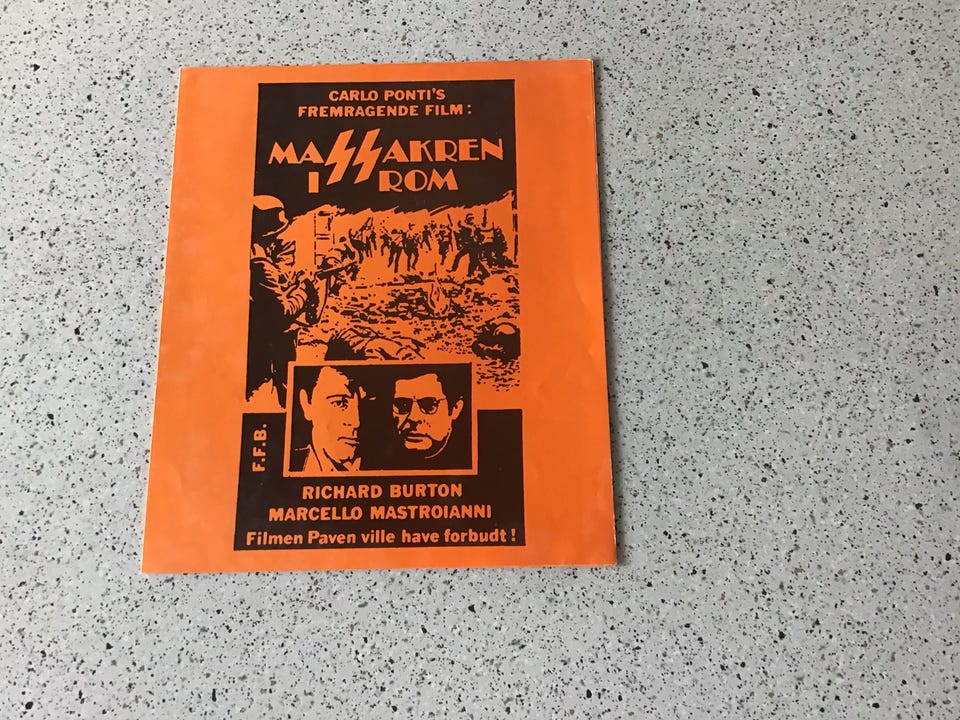 CARLO PONTI'S
FREMRAGENDE FILM:
MASSAKREN
I ROM
F.F.B.
RICHARD BURTON
MARCELLO MASTROIANNI
Filmen Paven ville have forbudt!